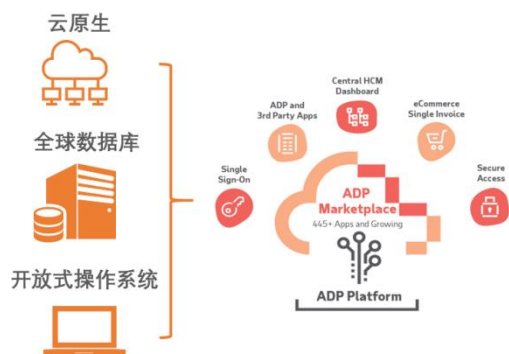 云原生
全球数据库
开放式操作系统
Central HCM
Dashboard
ADP and
3rd Party Apps
eCommerce
Single Invoice
Single
Sign-On
Secure
Access
ADP
Marketplace
445+ Apps and Growing
ADP Platform